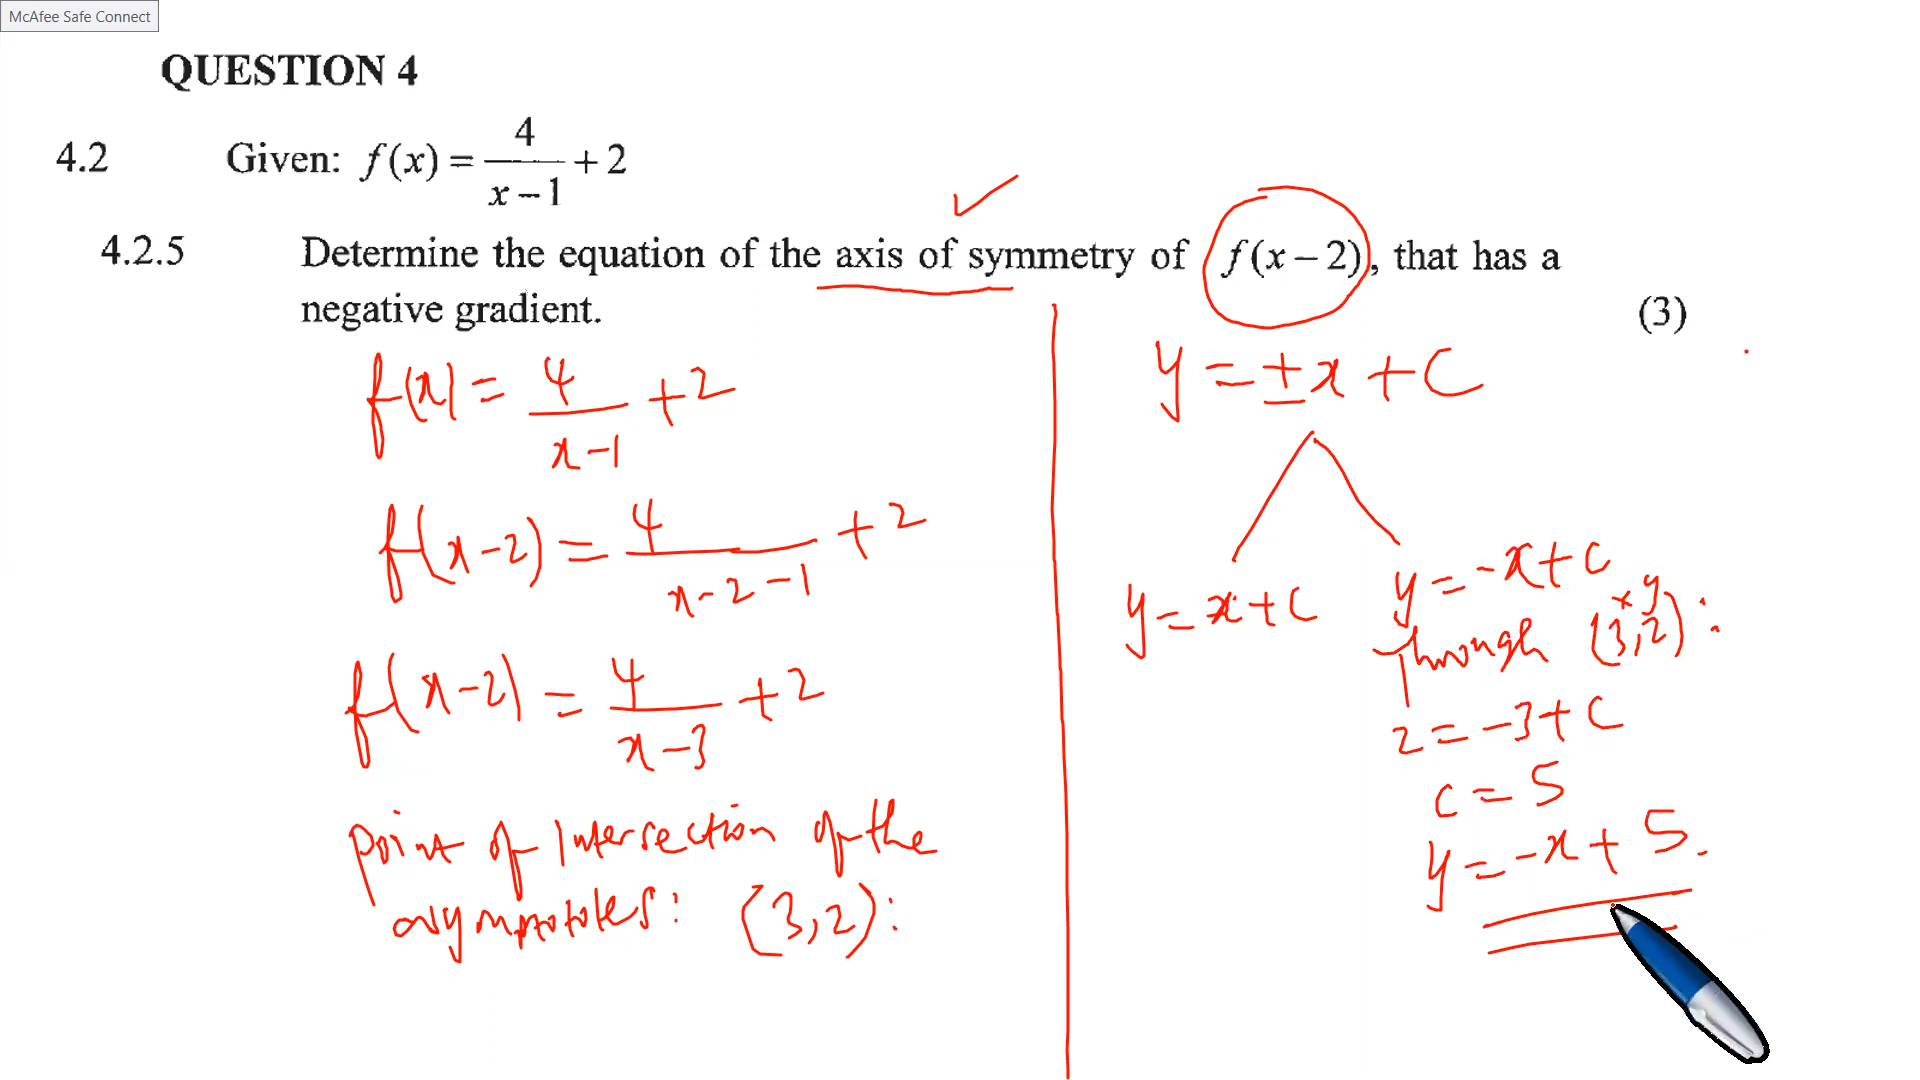 McAfee Safe Connect
QUESTION 4
4.2 Given: f(x) = 4/(x − 1) + 2
4.2.5 Determine the equation of the axis of symmetry of f(x − 2), that has a
negative gradient. (3)
f(x) = 4/(x − 1) + 2
f(x − 2) = 4/(x − 2 − 1) + 2
f(x − 2) = 4/(x − 3) + 2
point of Intersection of the
asymptotes: (3, 2):
y = ±x + C
y = x + C
y = −x + C
x y
Through (3, 2):
2 = −3 + C
C = 5
y = −x + 5.